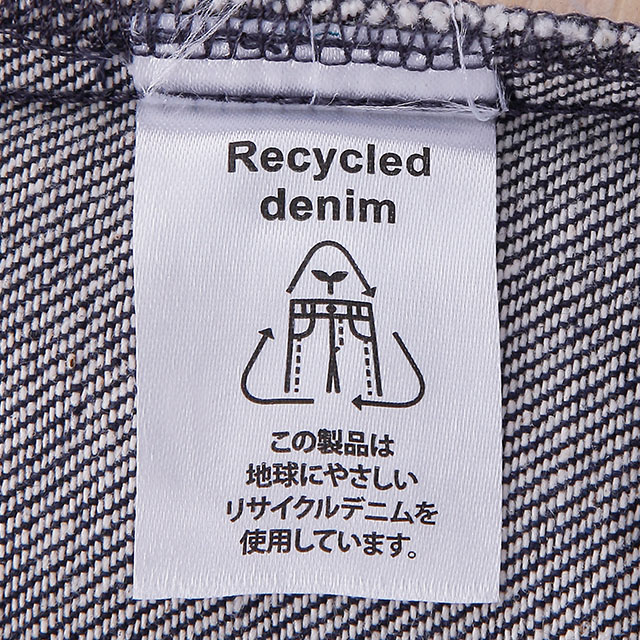 Recycled
denim
この製品は
地球にやさしい
リサイクルデニムを
使用しています。